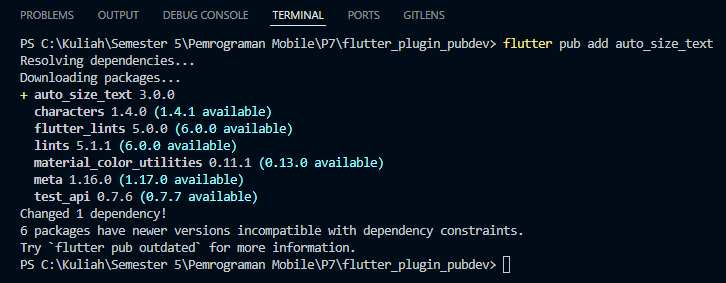 PROBLEMS OUTPUT DEBUG CONSOLE TERMINAL PORTS GITLENS
PS C:\Kuliah\Semester 5\Pemrograman Mobile\P7\flutter_plugin_pubdev> flutter pub add auto_size_text
Resolving dependencies...
Downloading packages...
+ auto_size_text 3.0.0
  characters 1.4.0 (1.4.1 available)
  flutter_lints 5.0.0 (6.0.0 available)
  lints 5.1.1 (6.0.0 available)
  material_color_utilities 0.11.1 (0.13.0 available)
  meta 1.16.0 (1.17.0 available)
  test_api 0.7.6 (0.7.7 available)
Changed 1 dependency!
6 packages have newer versions incompatible with dependency constraints.
Try `flutter pub outdated` for more information.
PS C:\Kuliah\Semester 5\Pemrograman Mobile\P7\flutter_plugin_pubdev>